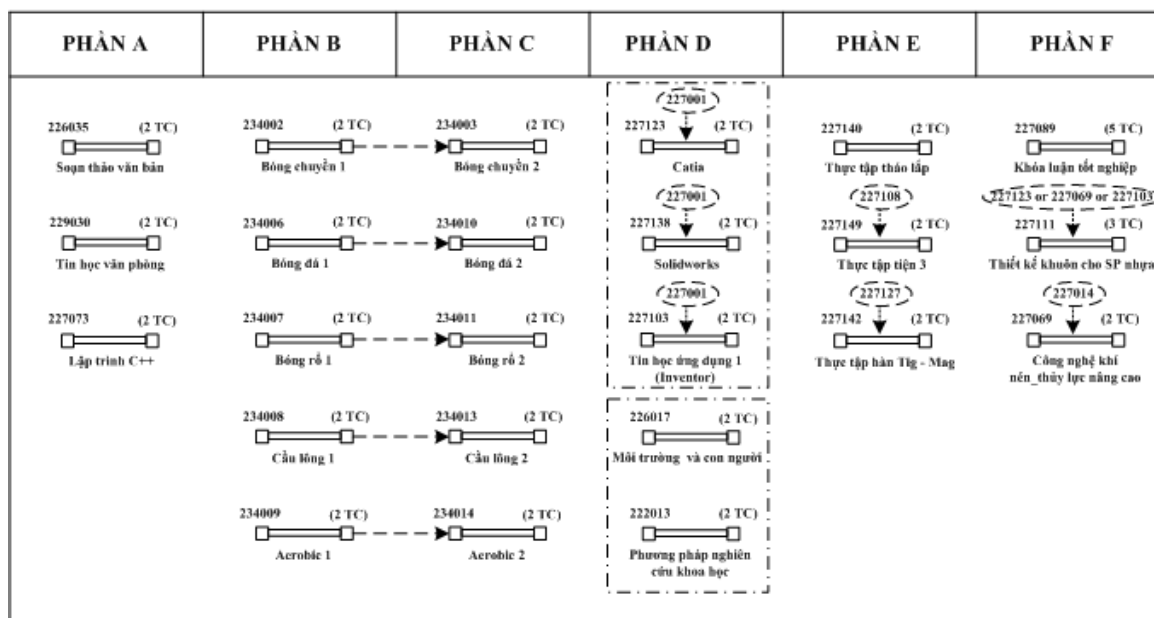 PHẦN A
PHẦN B
PHẦN C
PHẦN D
PHẦN E
PHẦN F
226035 (2 TC)
Soạn thảo văn bản
229030 (2 TC)
Tin học văn phòng
227073 (2 TC)
Lập trình C++
234002 (2 TC)
Bóng chuyền 1
234006 (2 TC)
Bóng đá 1
234007 (2 TC)
Bóng rổ 1
234008 (2 TC)
Cầu lông 1
234009 (2 TC)
Aerobic 1
234003 (2 TC)
Bóng chuyền 2
234010 (2 TC)
Bóng đá 2
234011 (2 TC)
Bóng rổ 2
234013 (2 TC)
Cầu lông 2
234014 (2 TC)
Aerobic 2
227001
227123 (2 TC)
Catia
227001
227138 (2 TC)
Solidworks
227001
227103 (2 TC)
Tin học ứng dụng 1
(Inventor)
226017 (2 TC)
Môi trường và con người
222013 (2 TC)
Phương pháp nghiên
cứu khoa học
227140 (2 TC)
Thực tập tháo lắp
227108
227149 (2 TC)
Thực tập tiện 3
227127
227142 (2 TC)
Thực tập hàn Tig - Mag
227089 (5 TC)
Khóa luận tốt nghiệp
227123 or 227069 or 227103
227111 (3 TC)
Thiết kế khuôn cho SP nhựa
227014
227069 (2 TC)
Công nghệ khí
nén_thủy lực nâng cao